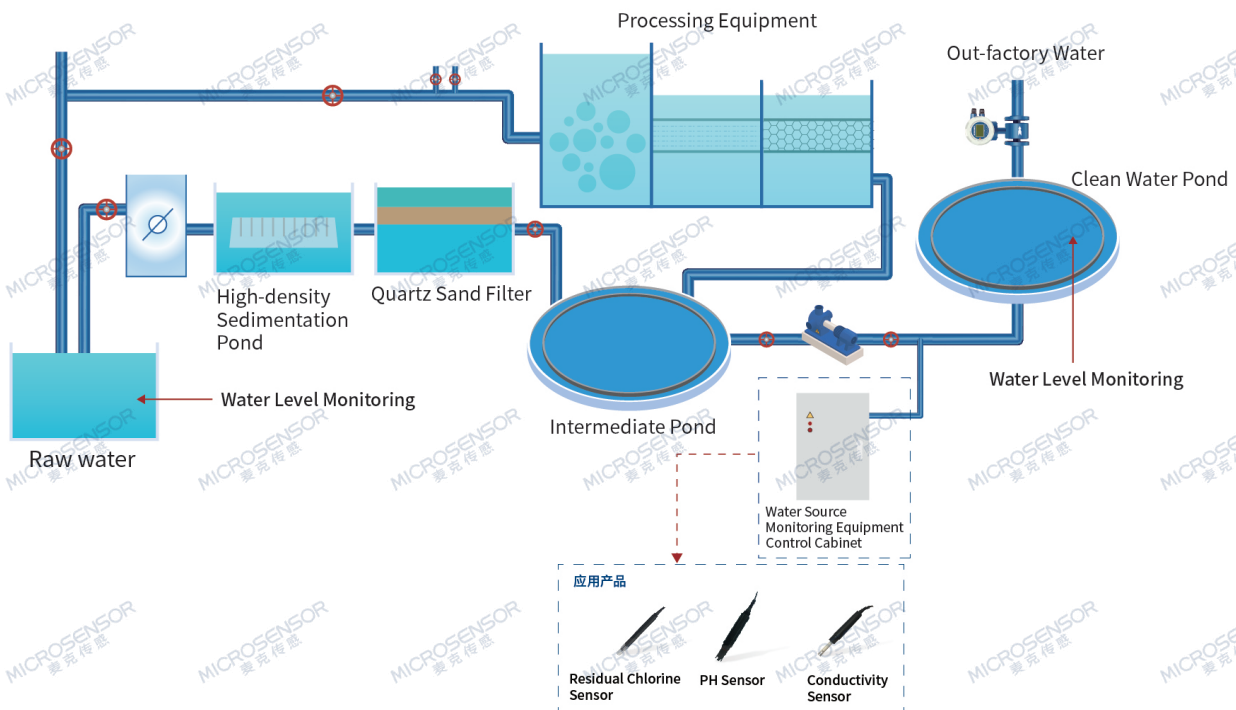 Processing Equipment
Out-factory Water
Clean Water Pond
High-density
Sedimentation
Pond
Quartz Sand Filter
Water Level Monitoring
Water Level Monitoring
Intermediate Pond
Raw water
Water Source
Monitoring Equipment
Control Cabinet
应用产品
Residual Chlorine
Sensor
PH Sensor
Conductivity
Sensor
MICROSENSOR
麦克传感